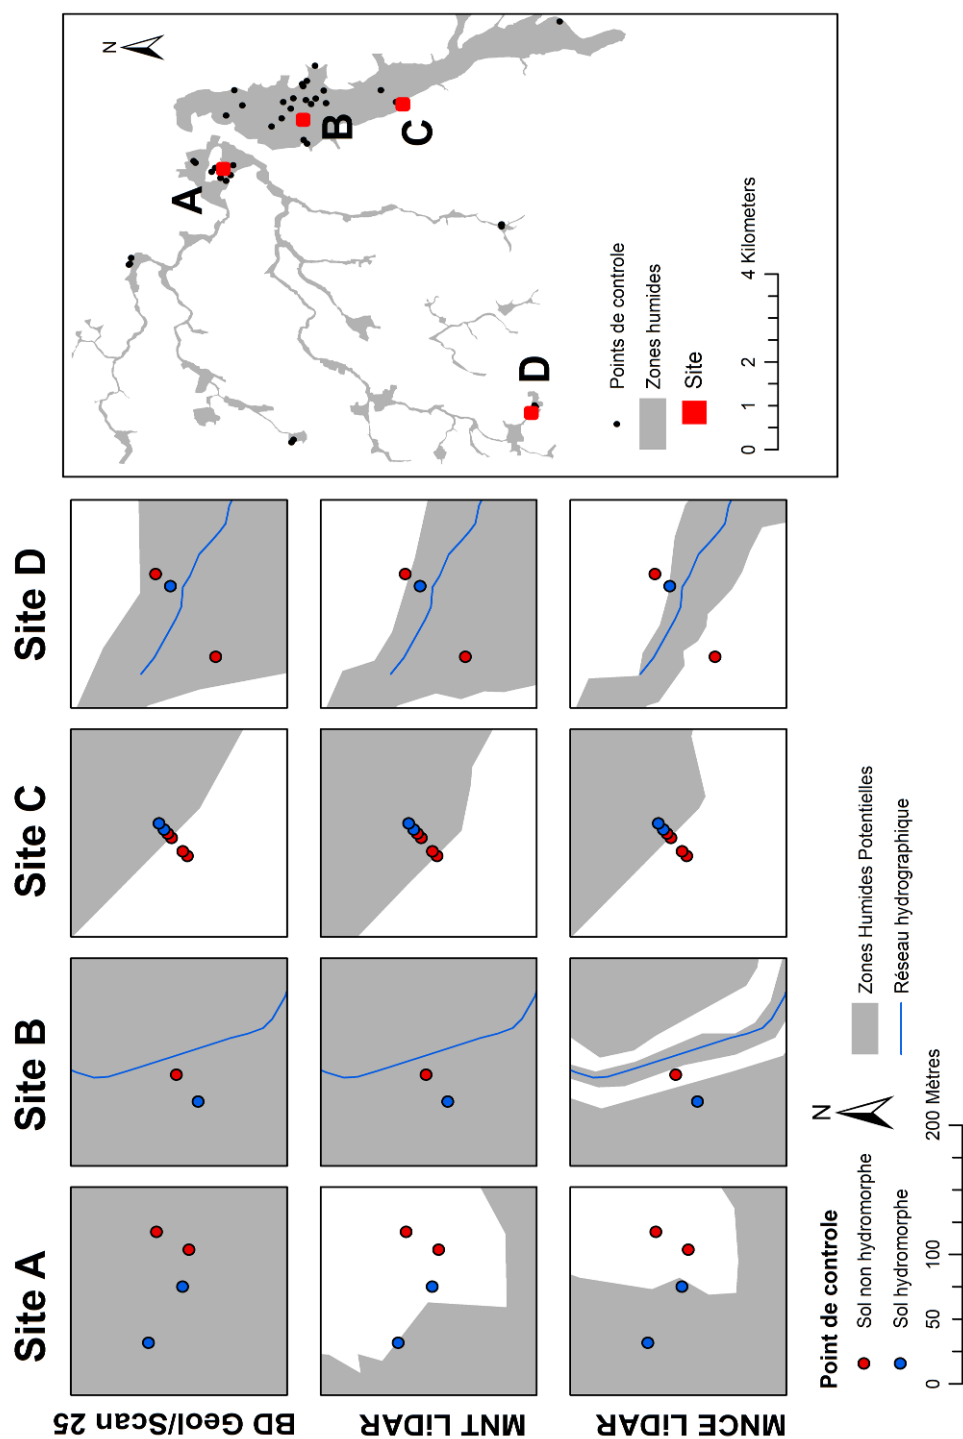 Site A
Site B
Site C
Site D
BD Geol/Scan 25
MNT LiDAR
MNCE LiDAR
N
A
B
C
D
Points de controle
Zones humides
Site
0 1 2 4 Kilometers
Point de controle
Sol non hydromorphe
Sol hydromorphe
Zones Humides Potentielles
Réseau hydrographique
N
0 50 100 200 Mètres